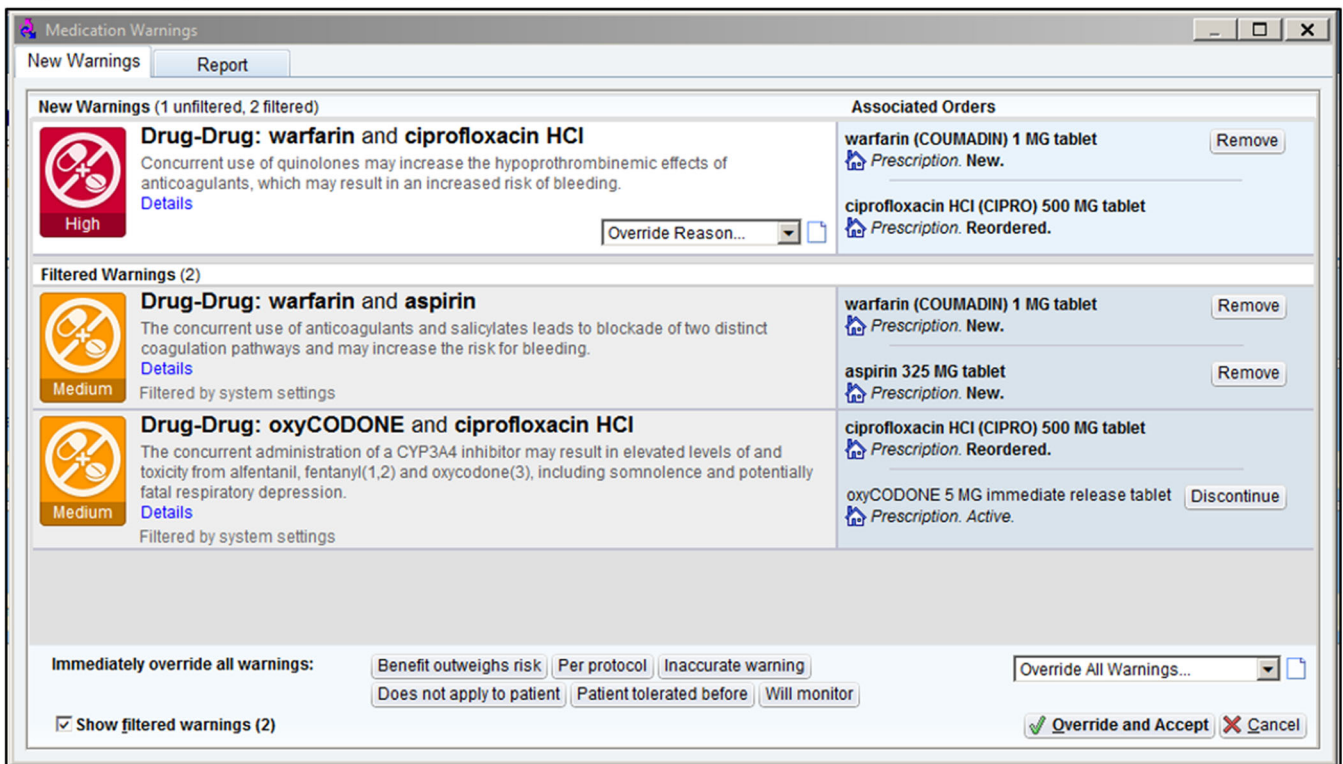 Medication Warnings
New Warnings
Report
New Warnings (1 unfiltered, 2 filtered)
Associated Orders
High
Drug-Drug: warfarin and ciprofloxacin HCl
Concurrent use of quinolones may increase the hypoprothrombinemic effects of
anticoagulants, which may result in an increased risk of bleeding.
Details
Override Reason...
warfarin (COUMADIN) 1 MG tablet
Remove
Prescription. New.
ciprofloxacin HCl (CIPRO) 500 MG tablet
Prescription. Reordered.
Filtered Warnings (2)
Medium
Drug-Drug: warfarin and aspirin
The concurrent use of anticoagulants and salicylates leads to blockade of two distinct
coagulation pathways and may increase the risk for bleeding.
Details
Filtered by system settings
warfarin (COUMADIN) 1 MG tablet
Remove
Prescription. New.
aspirin 325 MG tablet
Remove
Prescription. New.
Medium
Drug-Drug: oxyCODONE and ciprofloxacin HCl
The concurrent administration of a CYP3A4 inhibitor may result in elevated levels of and
toxicity from alfentanil, fentanyl(1,2) and oxycodone(3), including somnolence and potentially
fatal respiratory depression.
Details
Filtered by system settings
ciprofloxacin HCl (CIPRO) 500 MG tablet
Prescription. Reordered.
oxyCODONE 5 MG immediate release tablet
Discontinue
Prescription. Active.
Immediately override all warnings:
Benefit outweighs risk
Per protocol
Inaccurate warning
Override All Warnings...
Does not apply to patient
Patient tolerated before
Will monitor
Show filtered warnings (2)
Override and Accept
Cancel